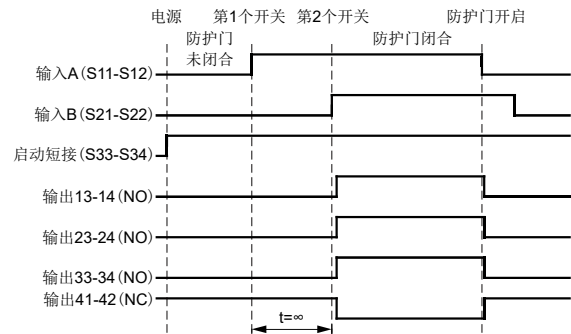 电源 第1个开关 第2个开关 防护门开启
防护门
未闭合
防护门闭合
输入A(S11-S12)
输入B(S21-S22)
启动短接(S33-S34)
输出13-14(NO)
输出23-24(NO)
输出33-34(NO)
输出41-42(NC)
t=∞